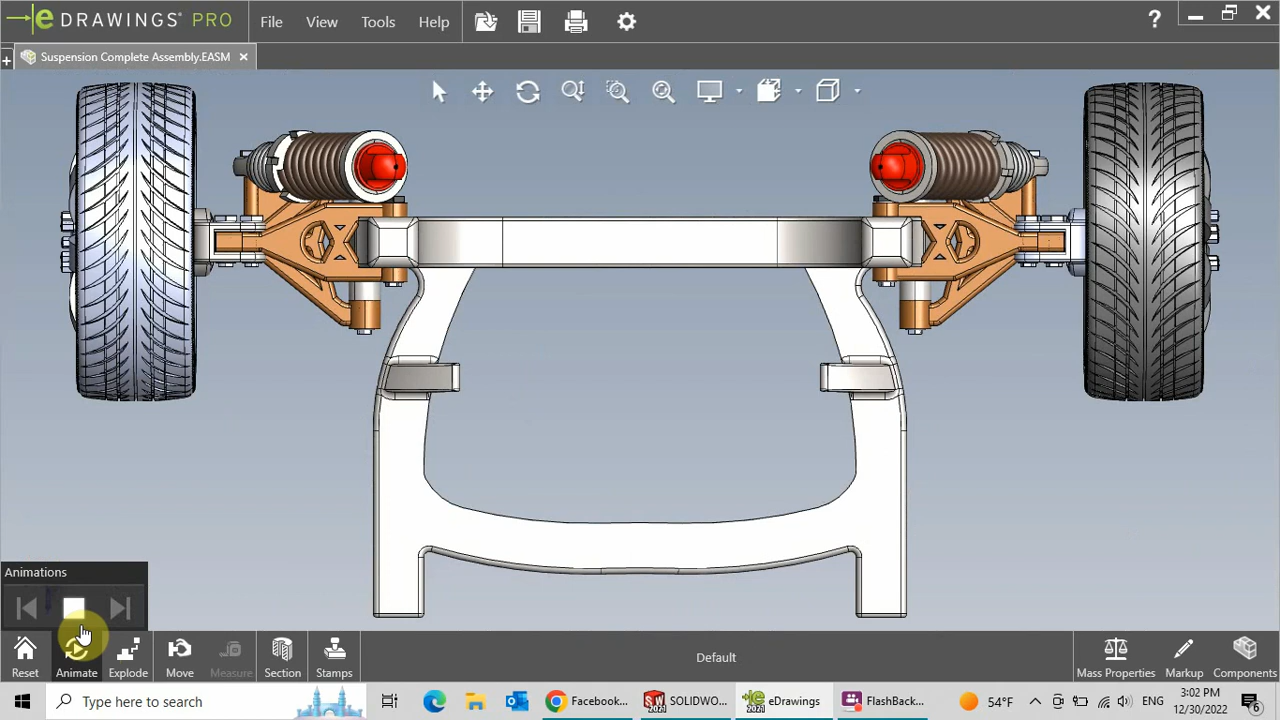 eDRAWINGS® PRO
File View Tools Help
?
Suspension Complete Assembly.EASM
Animations
Reset Animate Explode Move Measure Section Stamps
Default
Mass Properties Markup Components
Type here to search
Facebook...
SOLIDWO...
eDrawings
FlashBack...
54°F
ENG
3:02 PM
12/30/2022
6